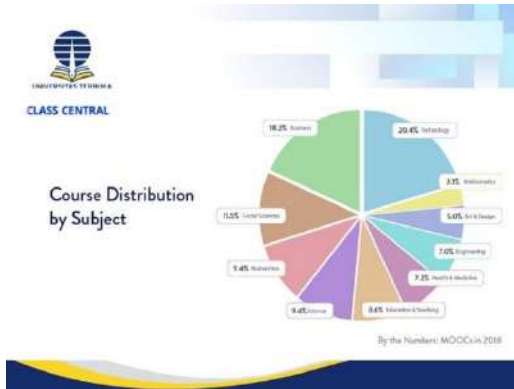 UNIVERSITAS TERBUKA
CLASS CENTRAL
Course Distribution
by Subject
18.2% Business
20.4% Technology
3.1% Mathematics
5.0% Art & Design
7.0% Engineering
7.2% Health & Medicine
8.6% Education & Teaching
9.4% Science
9.4% Humanities
11.5% Social Sciences
By the Numbers: MOOCs in 2018